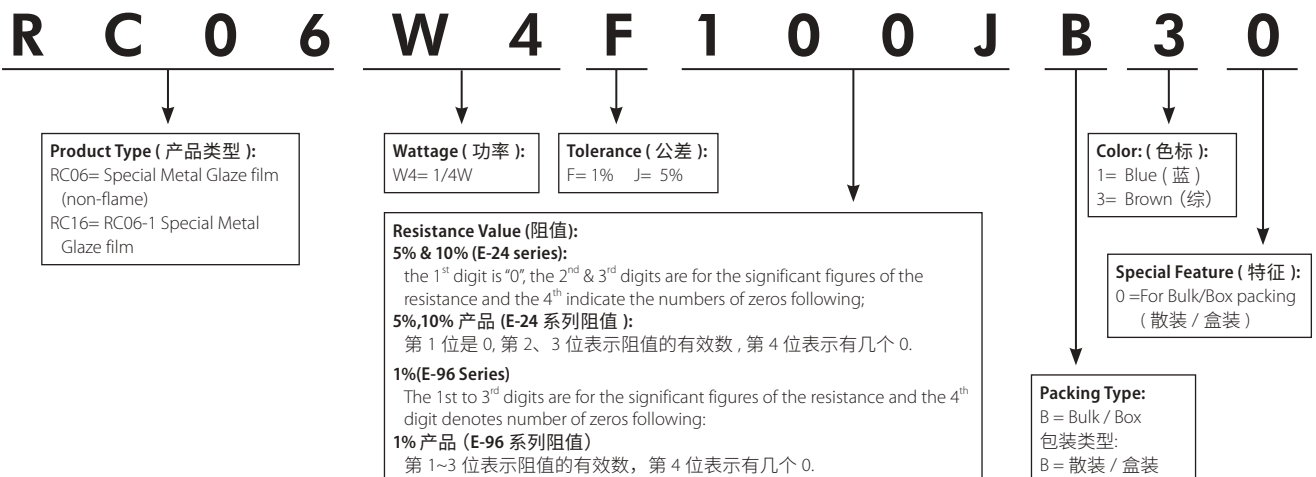 R C 0 6 W 4 F 1 0 0 J B 3 0
Product Type ( 产品类型 ):
RC06= Special Metal Glaze film
(non-flame)
RC16= RC06-1 Special Metal
Glaze film
Wattage ( 功率 ):
W4= 1/4W
Tolerance ( 公差 ):
F= 1% J= 5%
Resistance Value (阻值):
5% & 10% (E-24 series):
the 1st digit is "0", the 2nd & 3rd digits are for the significant figures of the
resistance and the 4th indicate the numbers of zeros following;
5%,10% 产品 (E-24 系列阻值 ):
第 1 位是 0, 第 2、3 位表示阻值的有效数 , 第 4 位表示有几个 0.
1%(E-96 Series)
The 1st to 3rd digits are for the significant figures of the resistance and the 4th
digit denotes number of zeros following:
1% 产品（E-96 系列阻值）
第 1~3 位表示阻值的有效数，第 4 位表示有几个 0.
Color: ( 色标 ):
1= Blue ( 蓝 )
3= Brown（综）
Special Feature ( 特征 ):
0 =For Bulk/Box packing
( 散装 / 盒装 )
Packing Type:
B = Bulk / Box
包装类型:
B = 散装 / 盒装